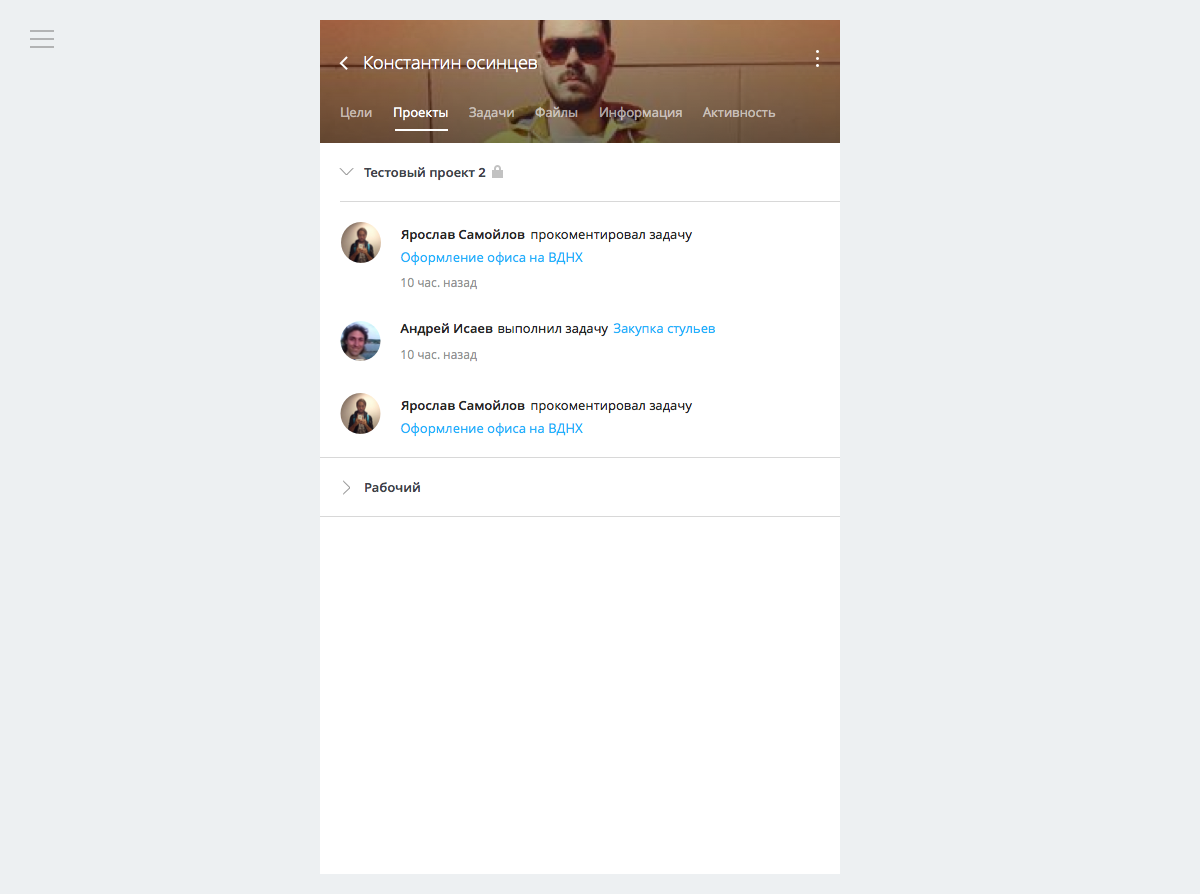 Константин осинцев
Цели Проекты Задачи Файлы Информация Активность
Тестовый проект 2
Ярослав Самойлов прокоментировал задачу
Оформление офиса на ВДНХ
10 час. назад
Андрей Исаев выполнил задачу Закупка стульев
10 час. назад
Ярослав Самойлов прокоментировал задачу
Оформление офиса на ВДНХ
Рабочий